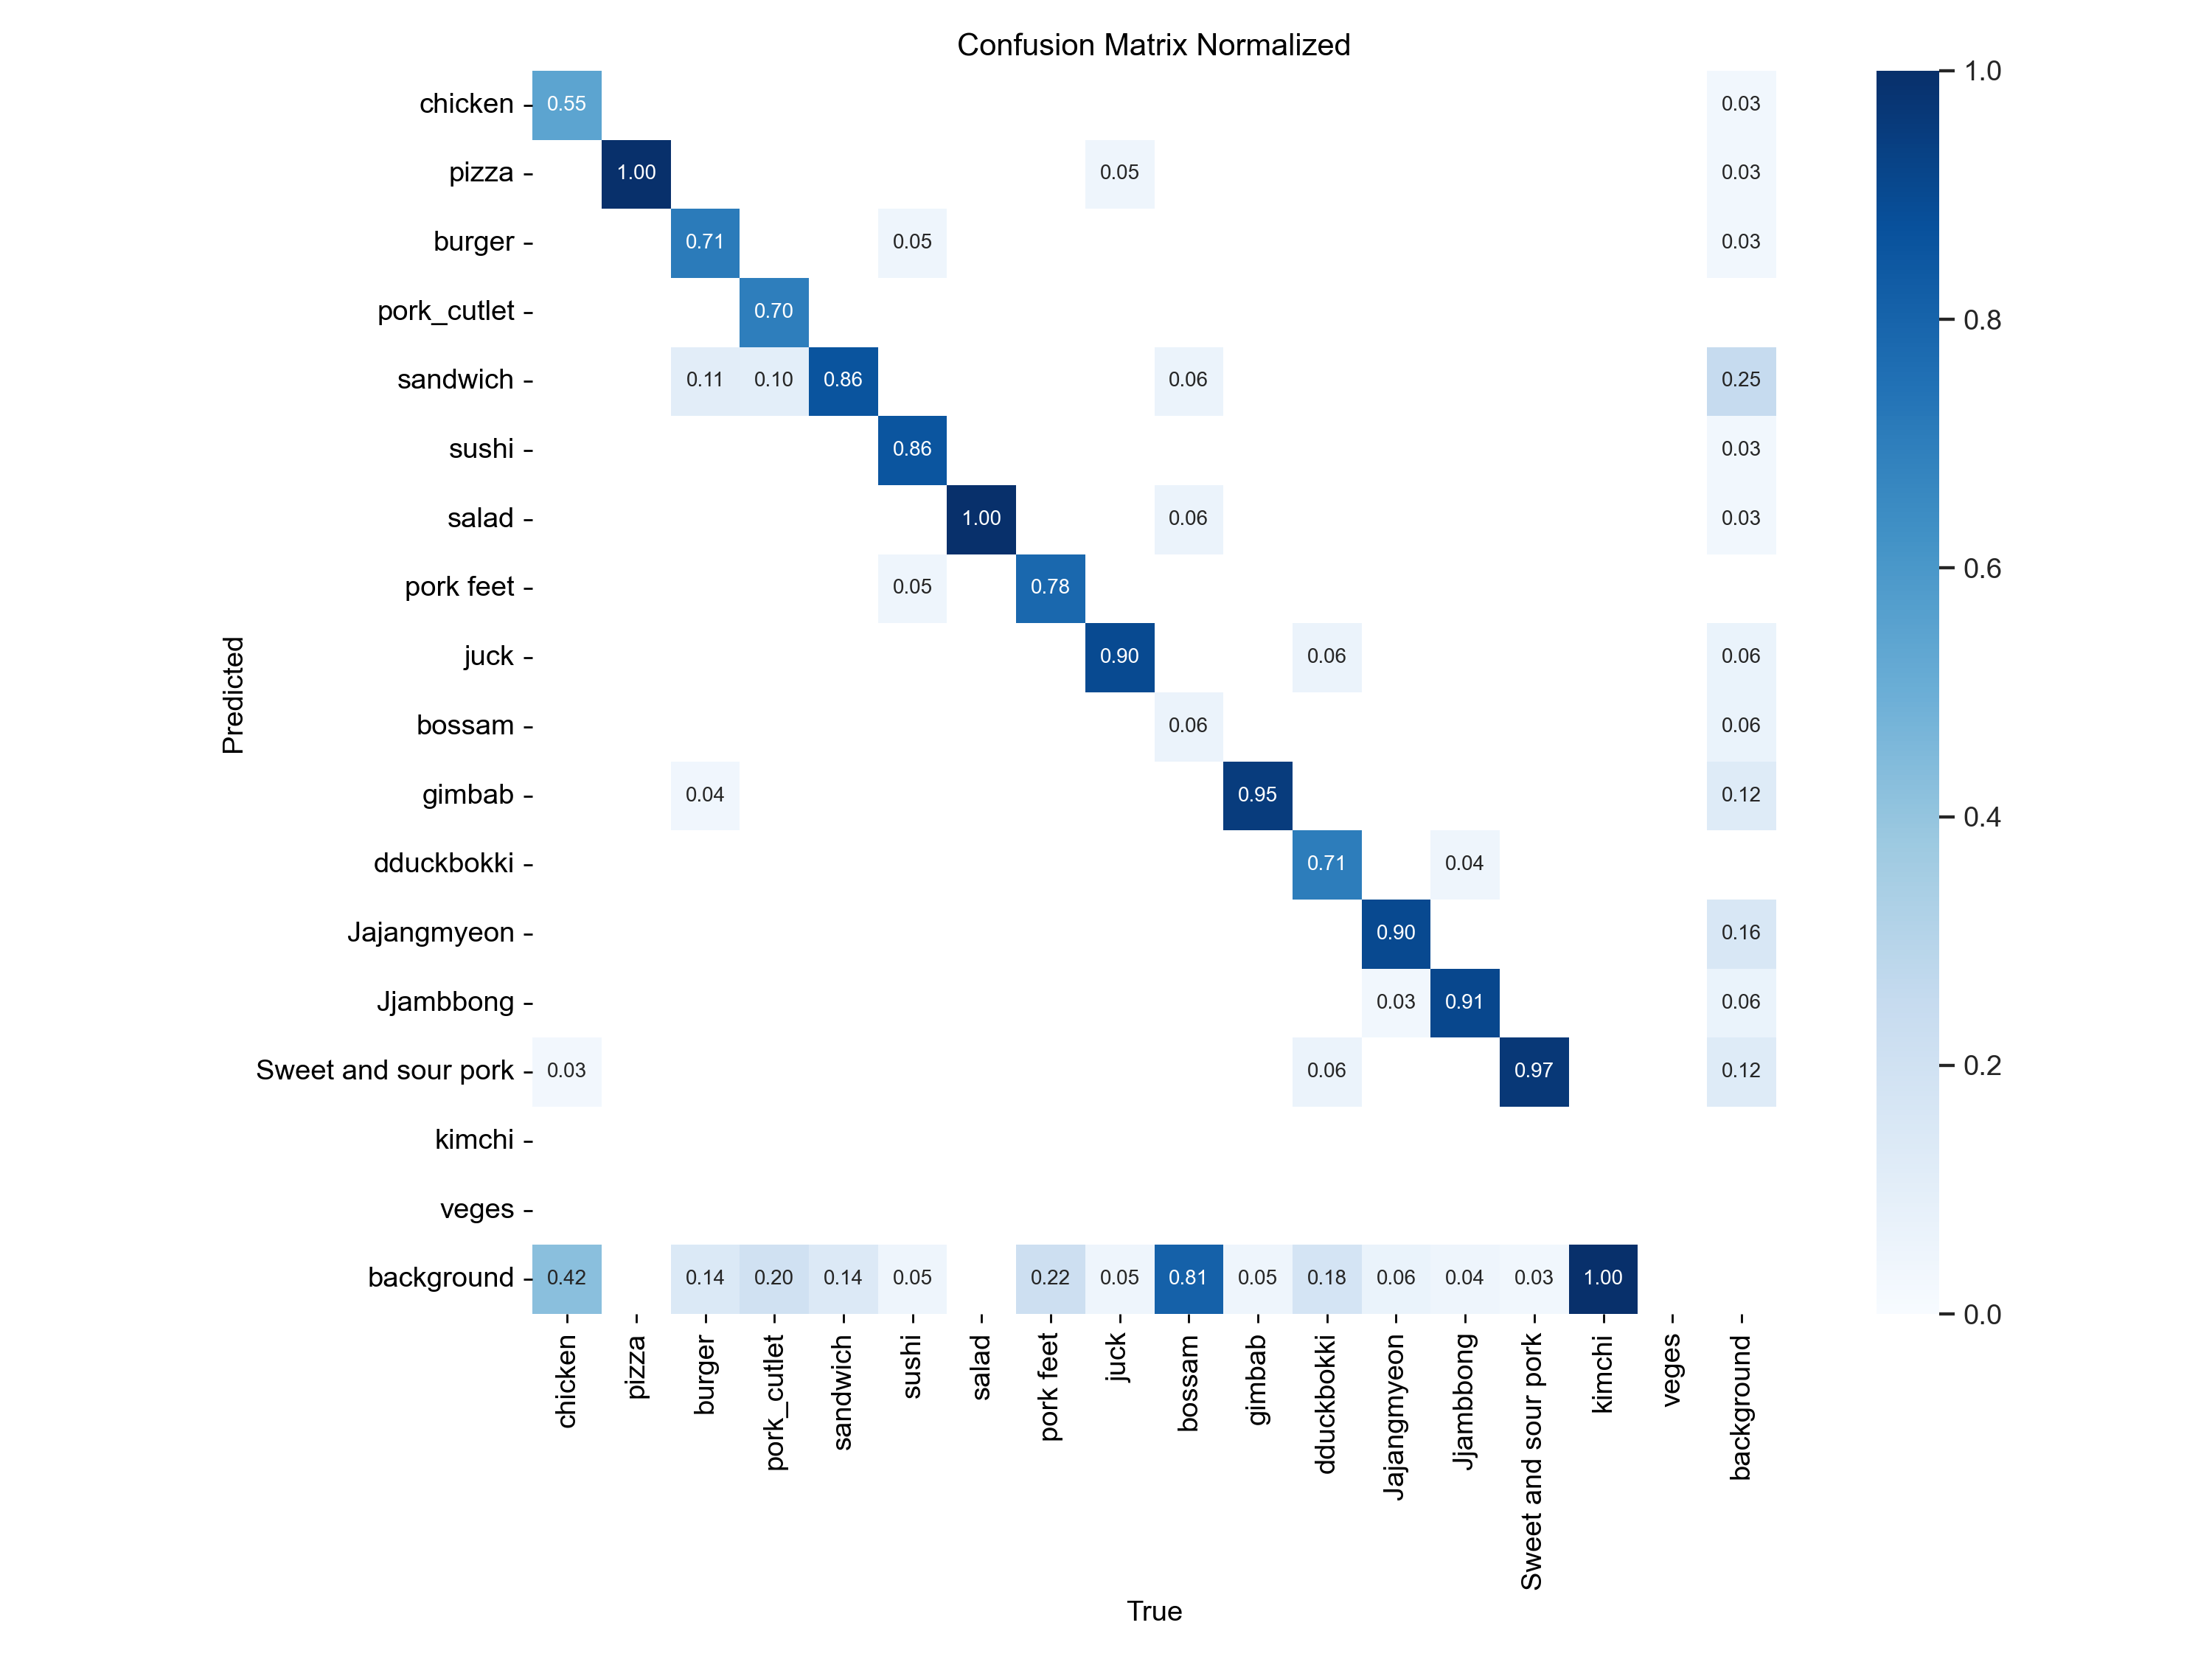 Confusion Matrix Normalized
chicken 0.55 0.03
pizza 1.00 0.05 0.03
burger 0.71 0.05 0.03
pork_cutlet 0.70
sandwich 0.11 0.10 0.86 0.06 0.25
sushi 0.86 0.03
salad 1.00 0.06 0.03
pork feet 0.05 0.78
juck 0.90 0.06 0.06
bossam 0.06 0.06
gimbab 0.04 0.95 0.12
dduckbokki 0.71 0.04
Jajangmyeon 0.90 0.16
Jjambbong 0.03 0.91 0.06
Sweet and sour pork 0.03 0.06 0.97 0.12
kimchi
veges
background 0.42 0.14 0.20 0.14 0.05 0.22 0.05 0.81 0.05 0.18 0.06 0.04 0.03 1.00
Predicted
chicken
pizza
burger
pork_cutlet
sandwich
sushi
salad
pork feet
juck
bossam
gimbab
dduckbokki
Jajangmyeon
Jjambbong
Sweet and sour pork
kimchi
veges
background
True
1.0
0.8
0.6
0.4
0.2
0.0